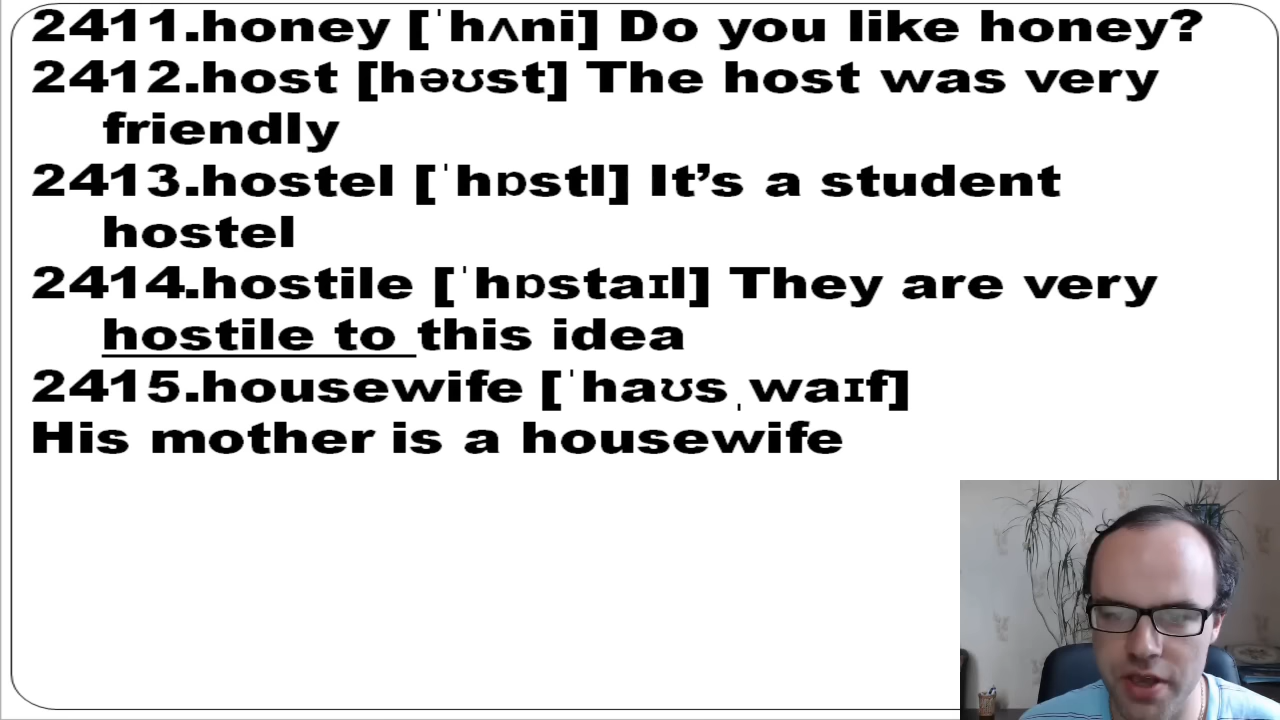 2411.honey [ˈhʌni] Do you like honey?
2412.host [həʊst] The host was very
friendly
2413.hostel [ˈhɒstl] It’s a student
hostel
2414.hostile [ˈhɒstaɪl] They are very
hostile to this idea
2415.housewife [ˈhaʊsˌwaɪf]
His mother is a housewife